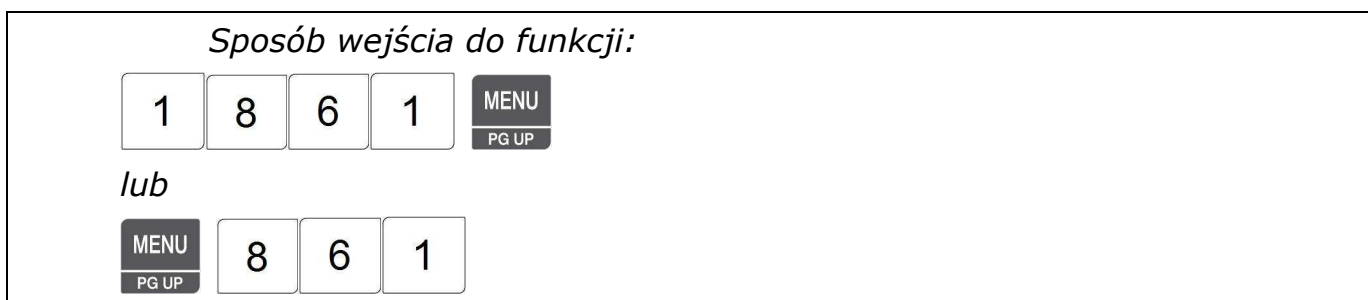 Sposób wejścia do funkcji:
1 8 6 1 MENU
PG UP
lub
MENU 8 6 1
PG UP